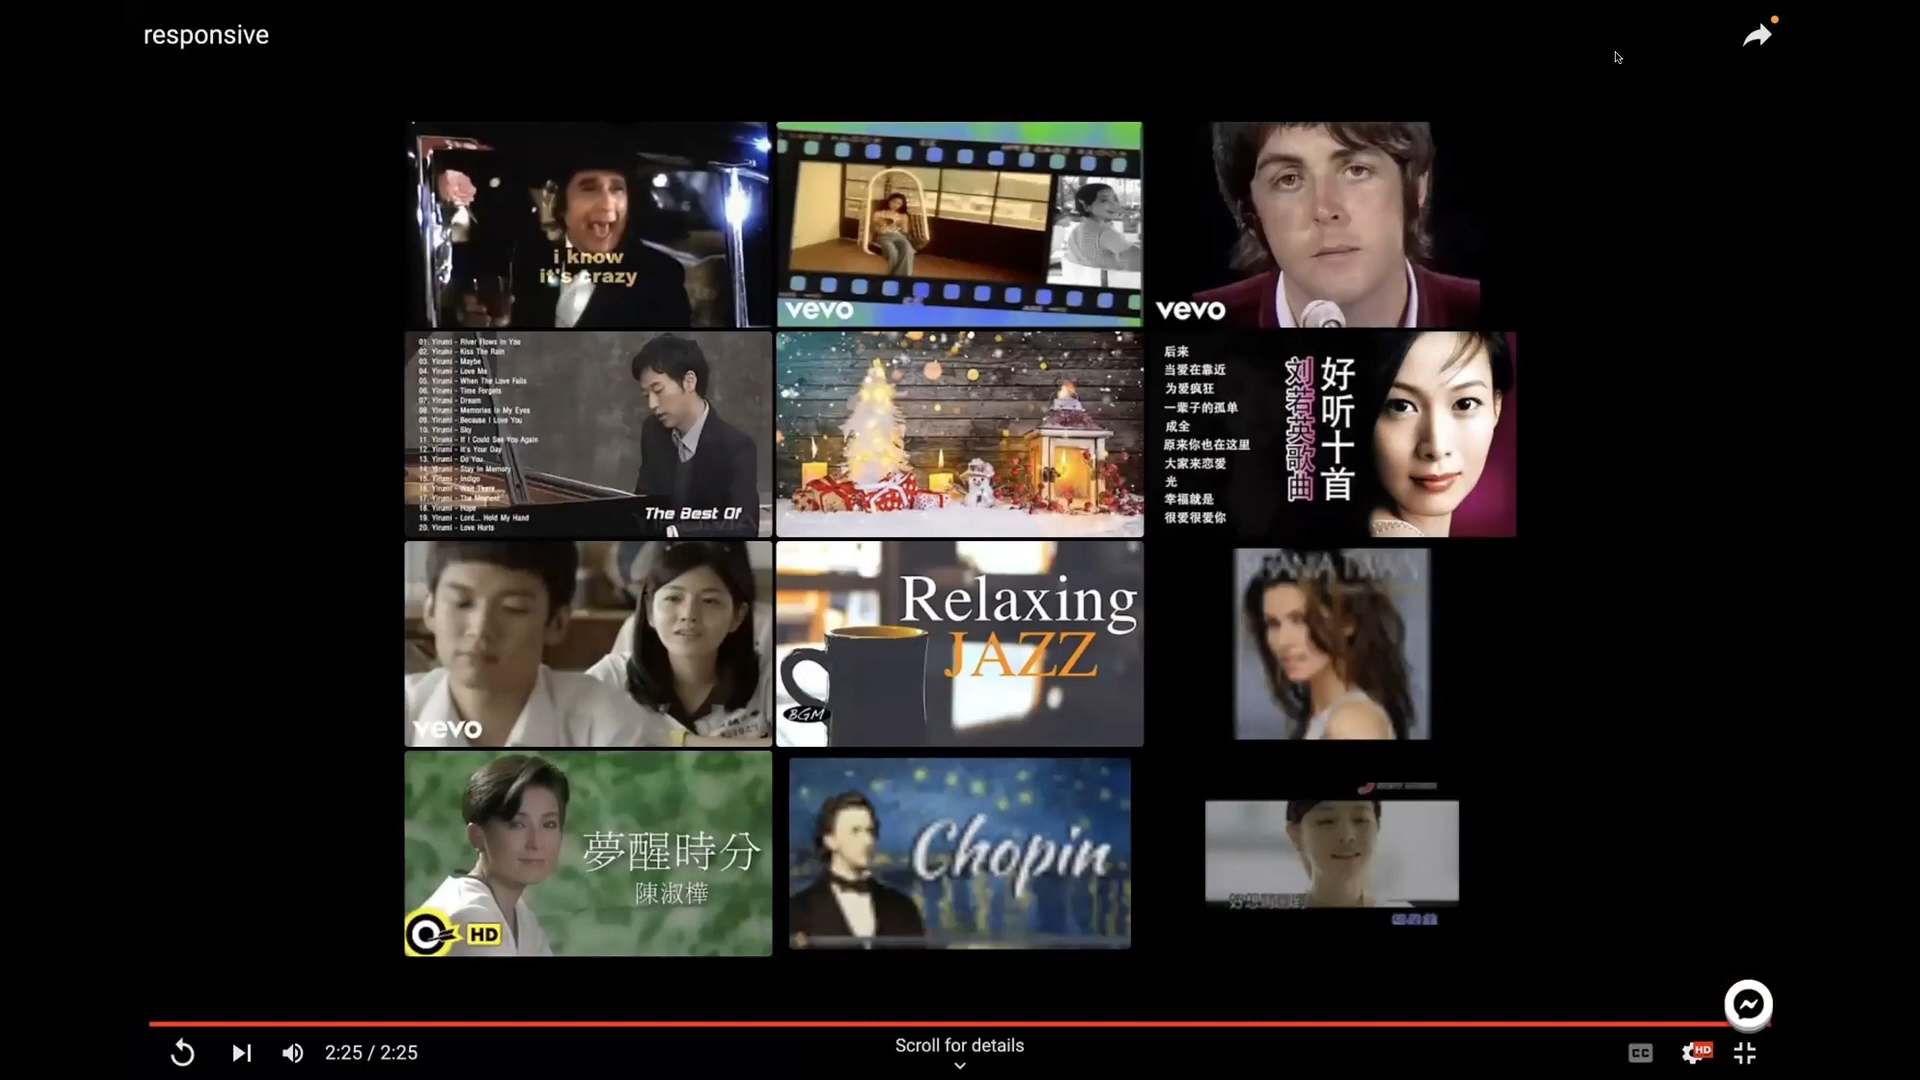 responsive
i know
it's crazy
vevo
vevo
01. Yiruma - River Flows In You
02. Yiruma - Kiss The Rain
03. Yiruma - Maybe
04. Yiruma - Love Me
05. Yiruma - When The Love Falls
06. Yiruma - Time Forgets
07. Yiruma - Dream
08. Yiruma - Memories In My Eyes
09. Yiruma - Because I Love You
10. Yiruma - Sky
11. Yiruma - If I Could See You Again
12. Yiruma - It's Your Day
13. Yiruma - Do You
14. Yiruma - Stay In Memory
15. Yiruma - Indigo
16. Yiruma - Wait There
17. Yiruma - The Moment
18. Yiruma - Hope
19. Yiruma - Lord... Hold My Hand
20. Yiruma - Love Hurts
The Best Of
后来
当爱在靠近
为爱疯狂
一辈子的孤单
成全
原来你也在这里
大家来恋爱
光
幸福就是
很爱很爱你
好听十首
刘若英歌曲
vevo
Relaxing
JAZZ
BGM
SHANIA TWAIN
夢醒時分
陳淑樺
HD
Chopin
2:25 / 2:25
Scroll for details
CC
HD